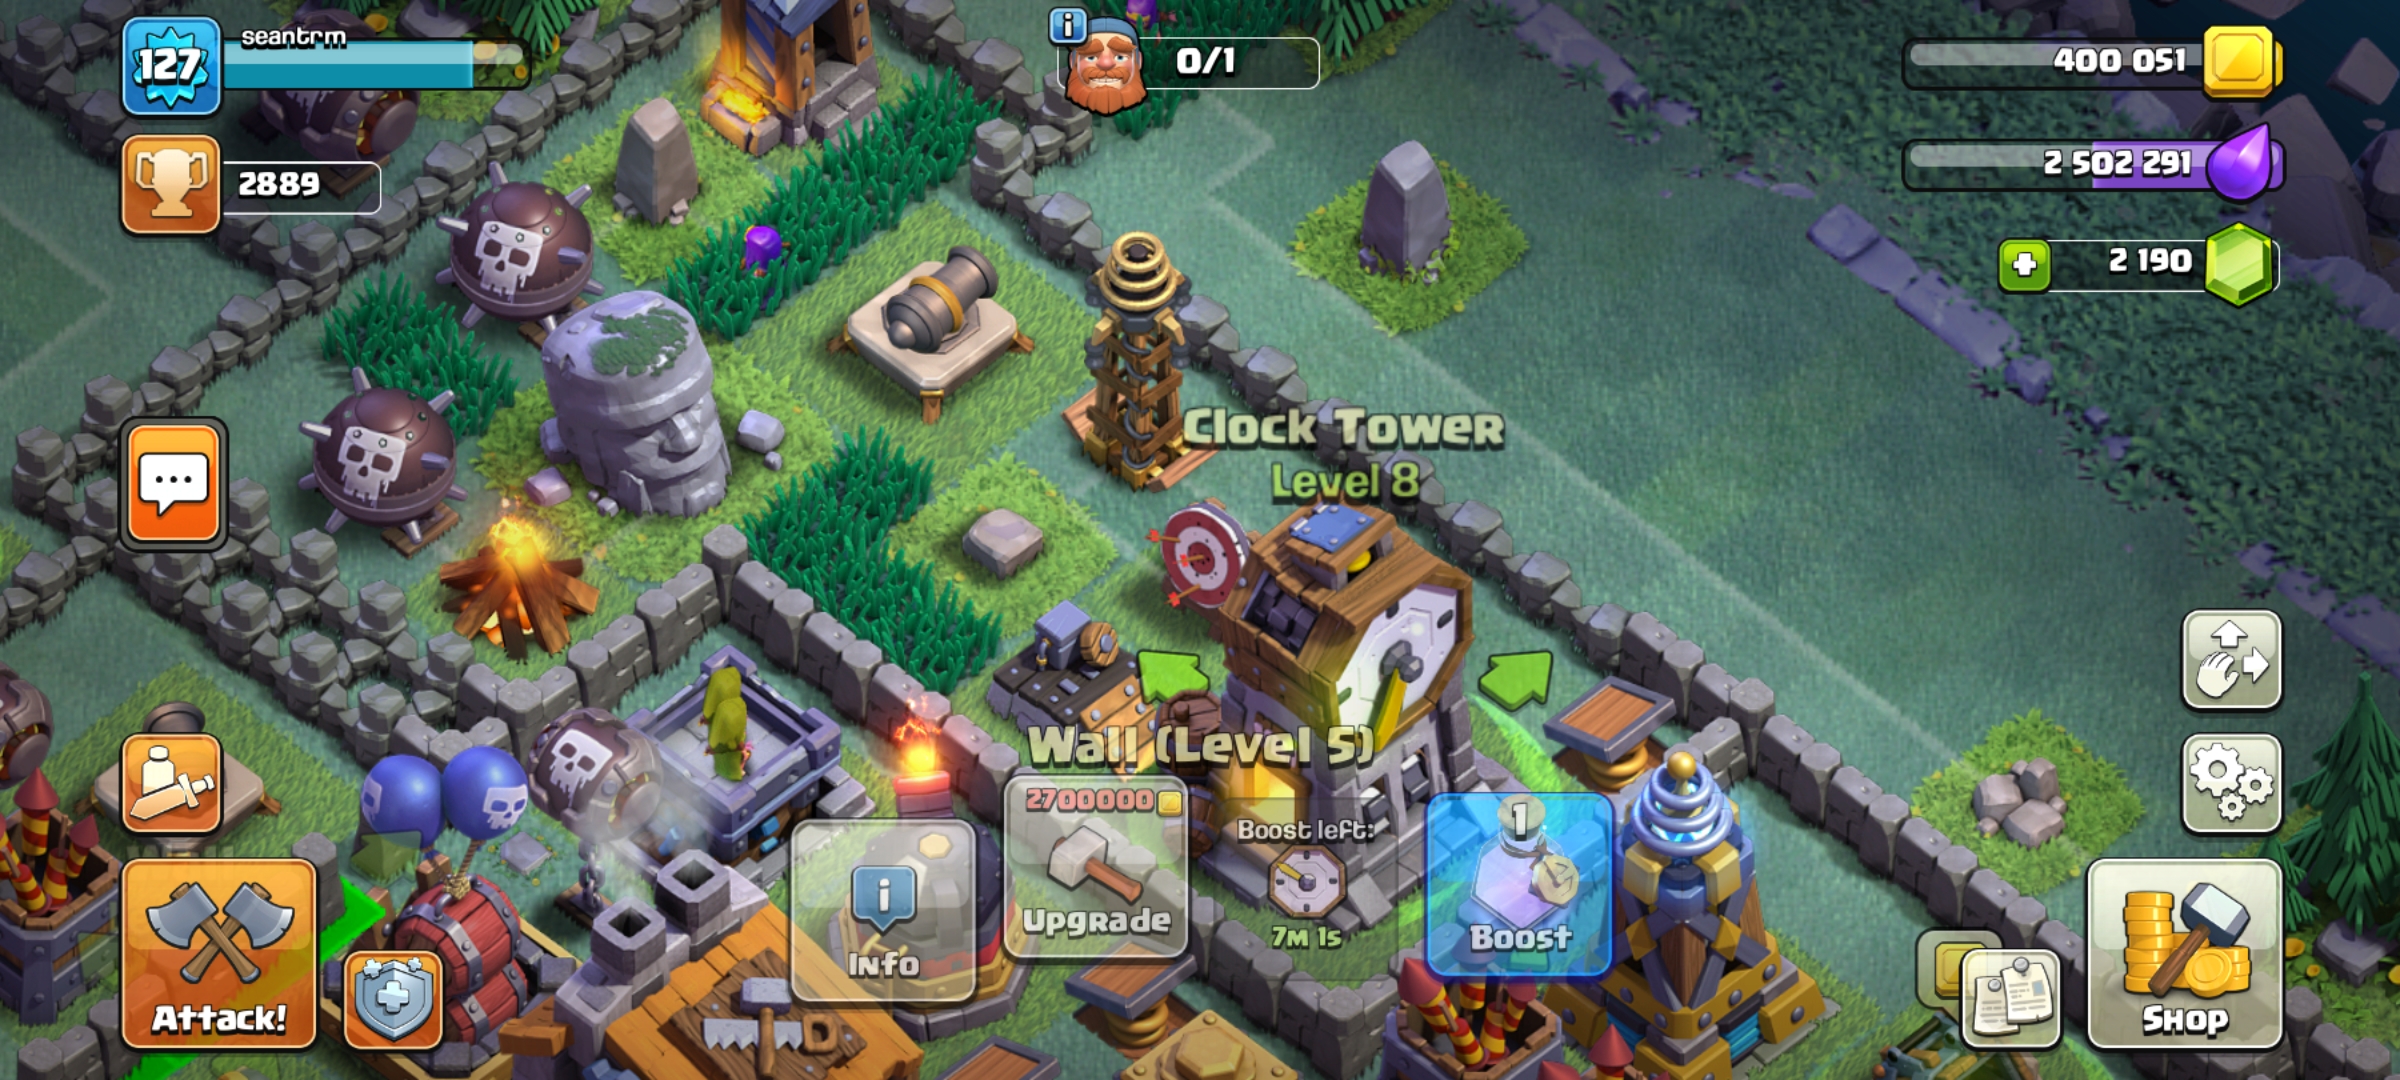 127
seantrm
0/1
400 051
2889
2 502 291
2 190
Clock Tower
Level 8
Wall (Level 5)
2700000
Boost left:
1
Info
Upgrade
7m 1s
Boost
Attack!
Shop